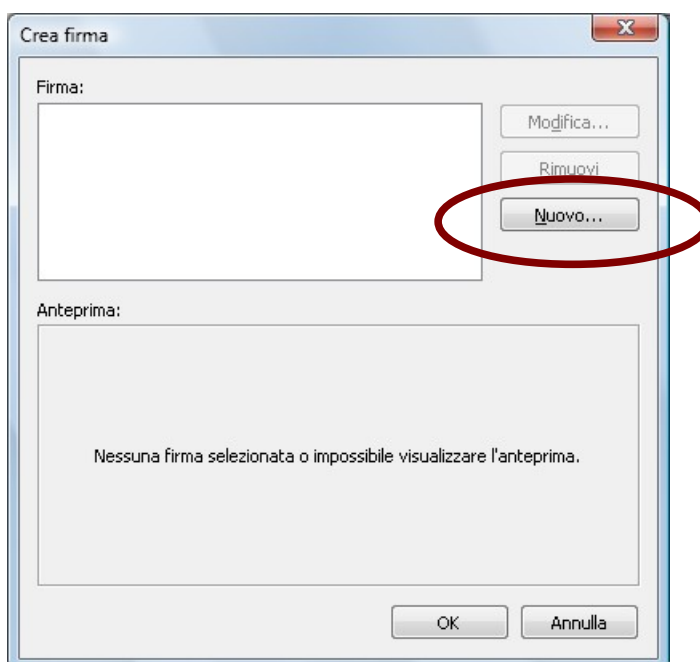 Crea firma
Firma:
Modifica...
Rimuovi
Nuovo...
Anteprima:
Nessuna firma selezionata o impossibile visualizzare l'anteprima.
OK
Annulla